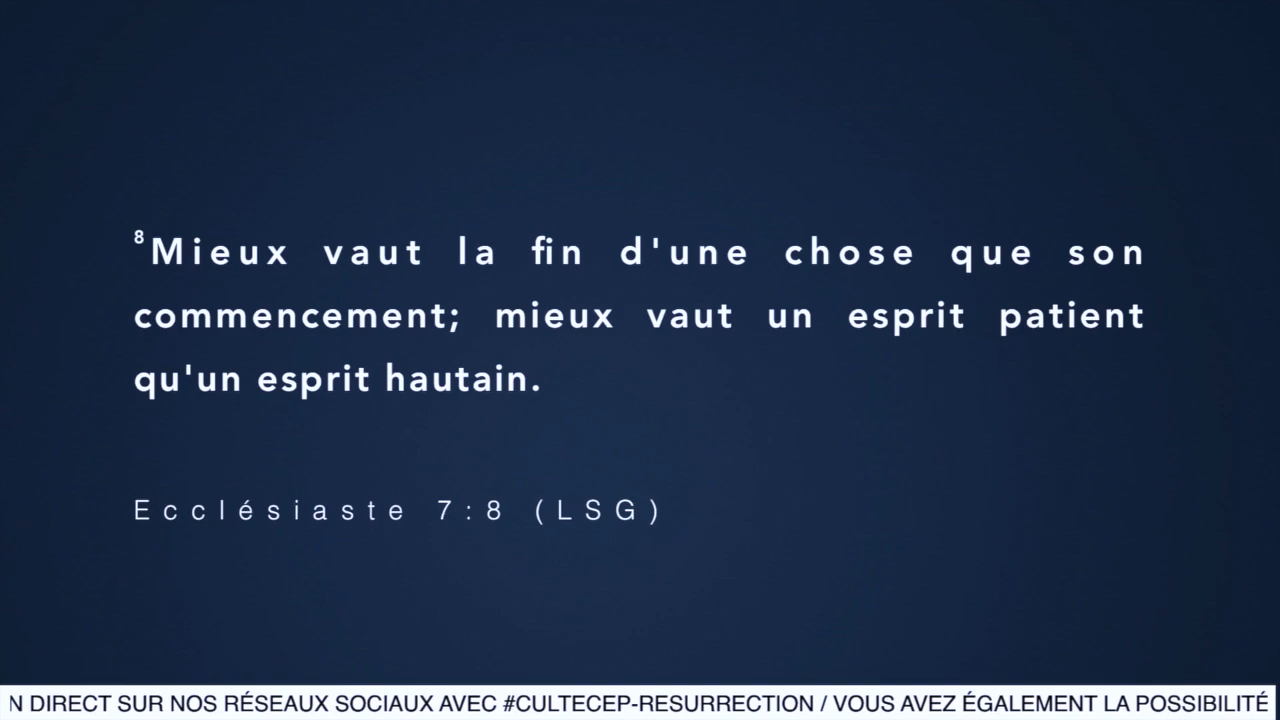 ⁸Mieux vaut la fin d'une chose que son
commencement; mieux vaut un esprit patient
qu'un esprit hautain.
Ecclésiaste 7:8 (LSG)
N DIRECT SUR NOS RÉSEAUX SOCIAUX AVEC #CULTECEP-RESURRECTION / VOUS AVEZ ÉGALEMENT LA POSSIBILITÉ